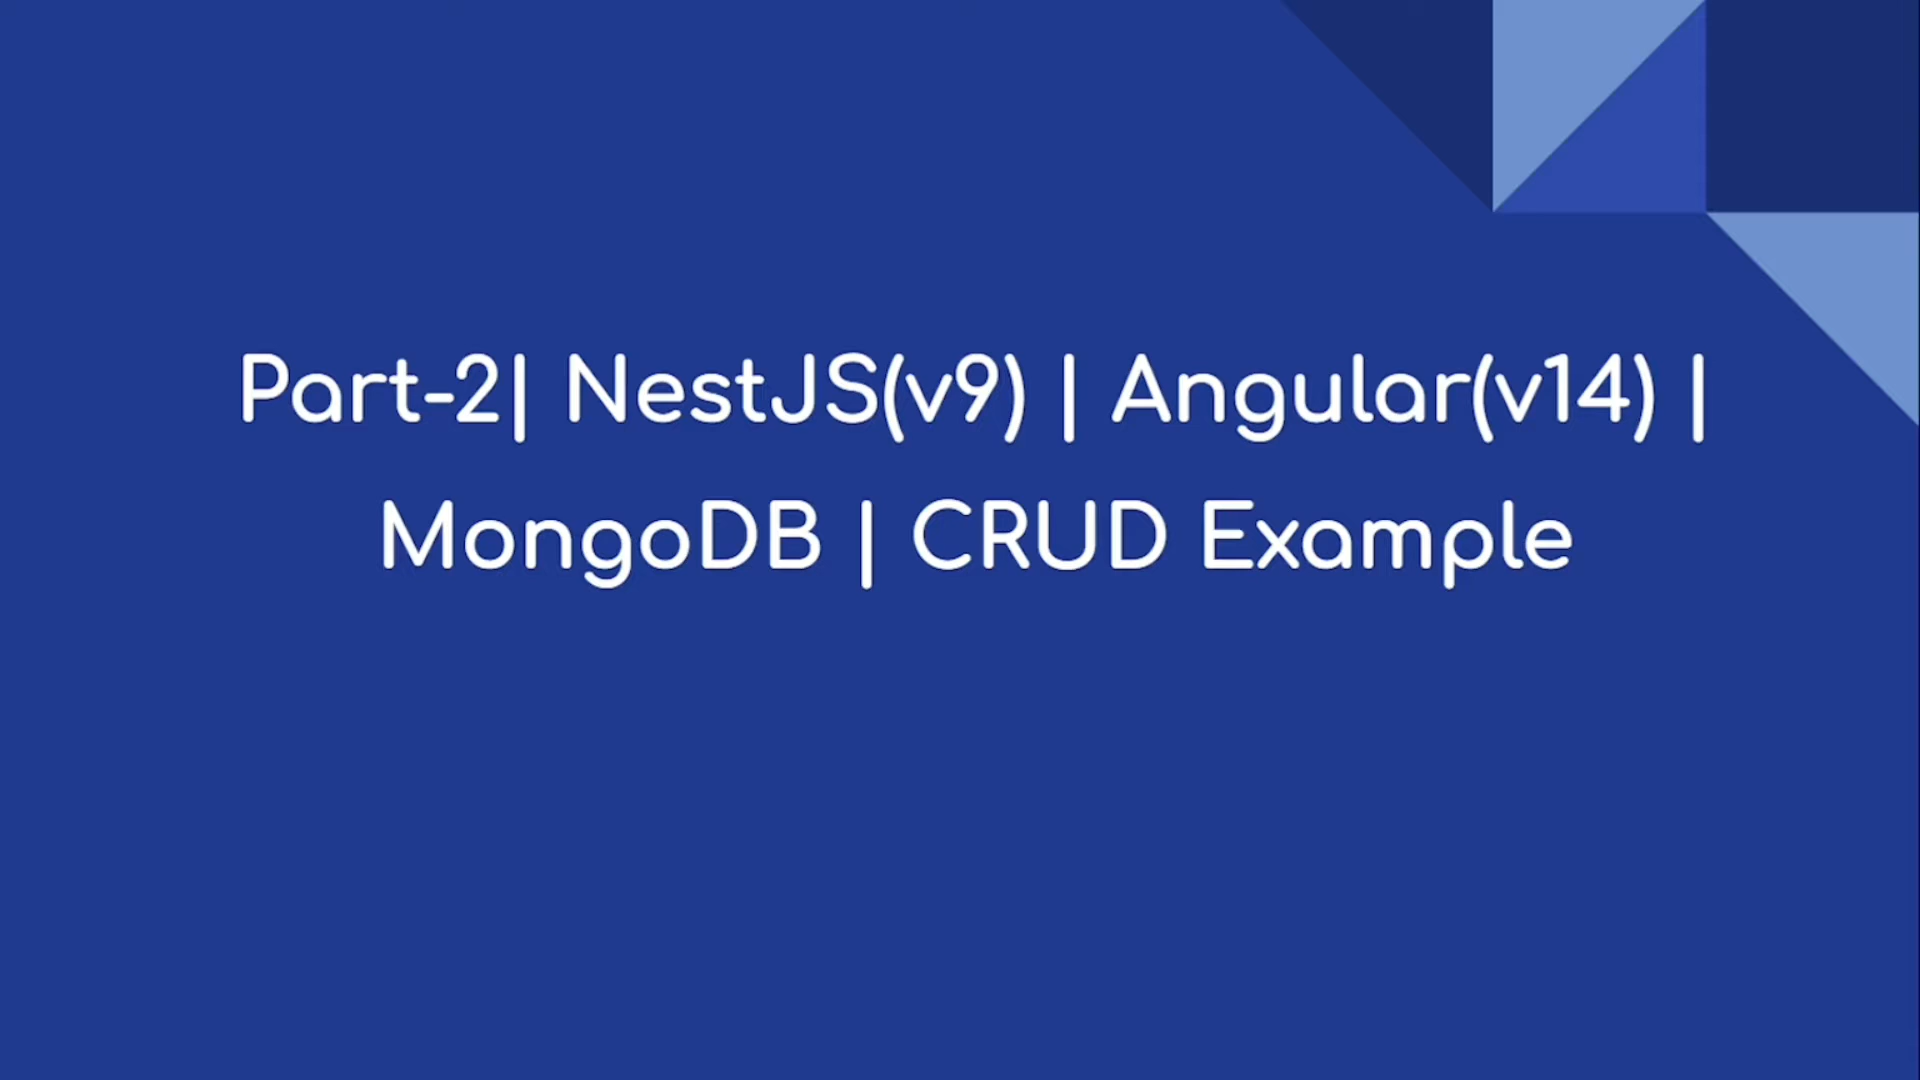 Part-2| NestJS(v9) | Angular(v14) |
MongoDB | CRUD Example